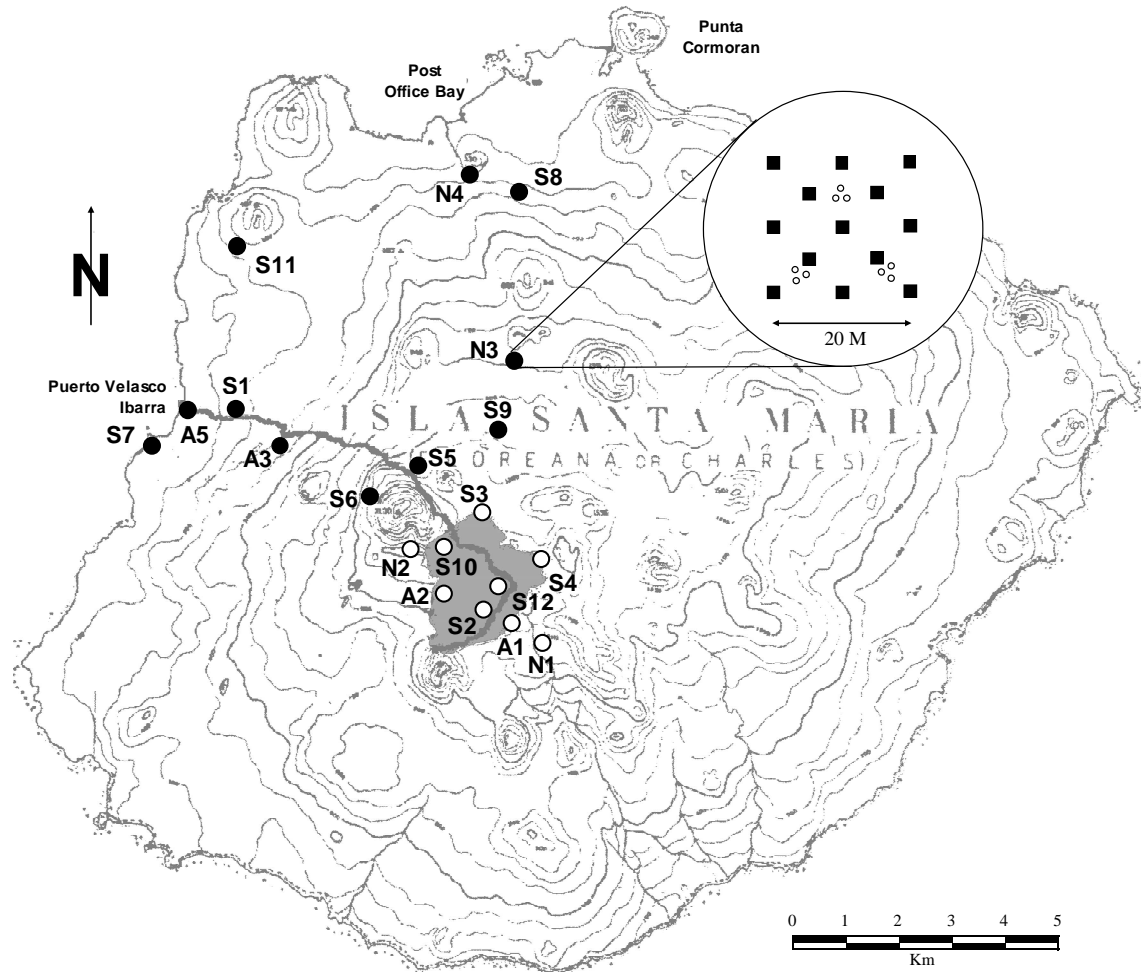 Punta
Cormoran
Post
Office Bay
N4
S8
N
S11
20 M
N3
Puerto Velasco
Ibarra
S1
ISLA SANTA MARIA
S9
S7
A5
A3
OREANA OR CHARLES)
S5
S6
S3
N2
S10
S4
A2
S12
S2
A1
N1
0 1 2 3 4 5
Km